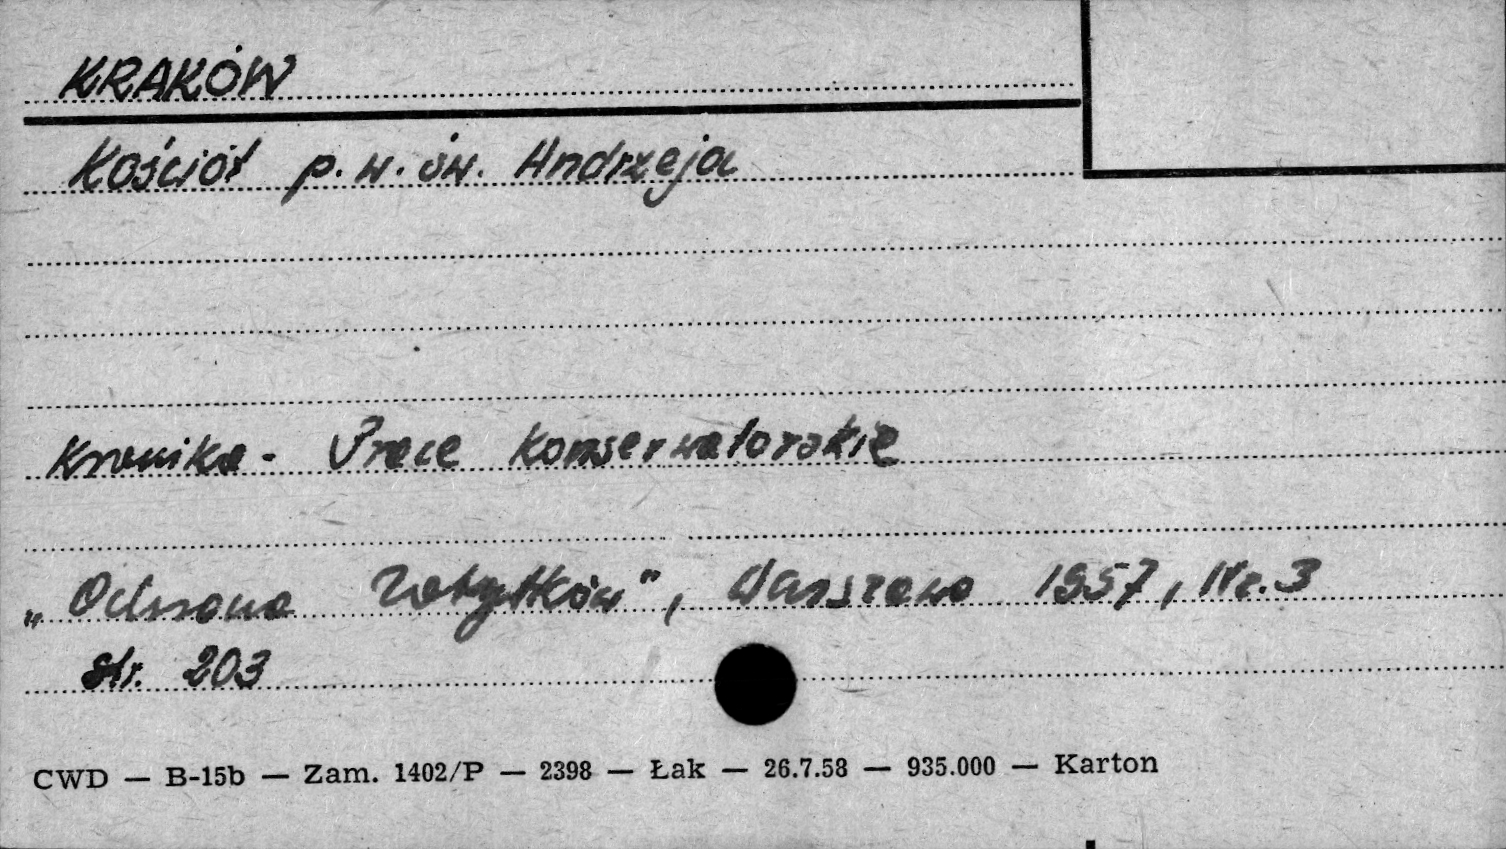 KRAKÓW
Kościół p.w. św. Andrzeja
Kronika - Prace konserwatorskie
„Ochrona Zabytków", Warszawa 1957, Nr. 3
str. 203
CWD — B-15b — Zam. 1402/P — 2398 — Łak — 26.7.58 — 935.000 — Karton